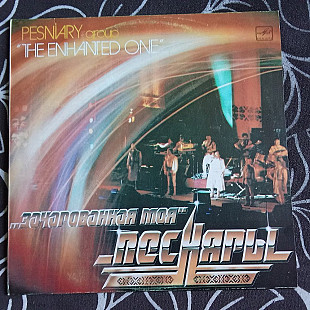 PESNIARY group
"THE ENHANTED ONE"
„Зачарованная моя"
ПЕСНЯРЫ